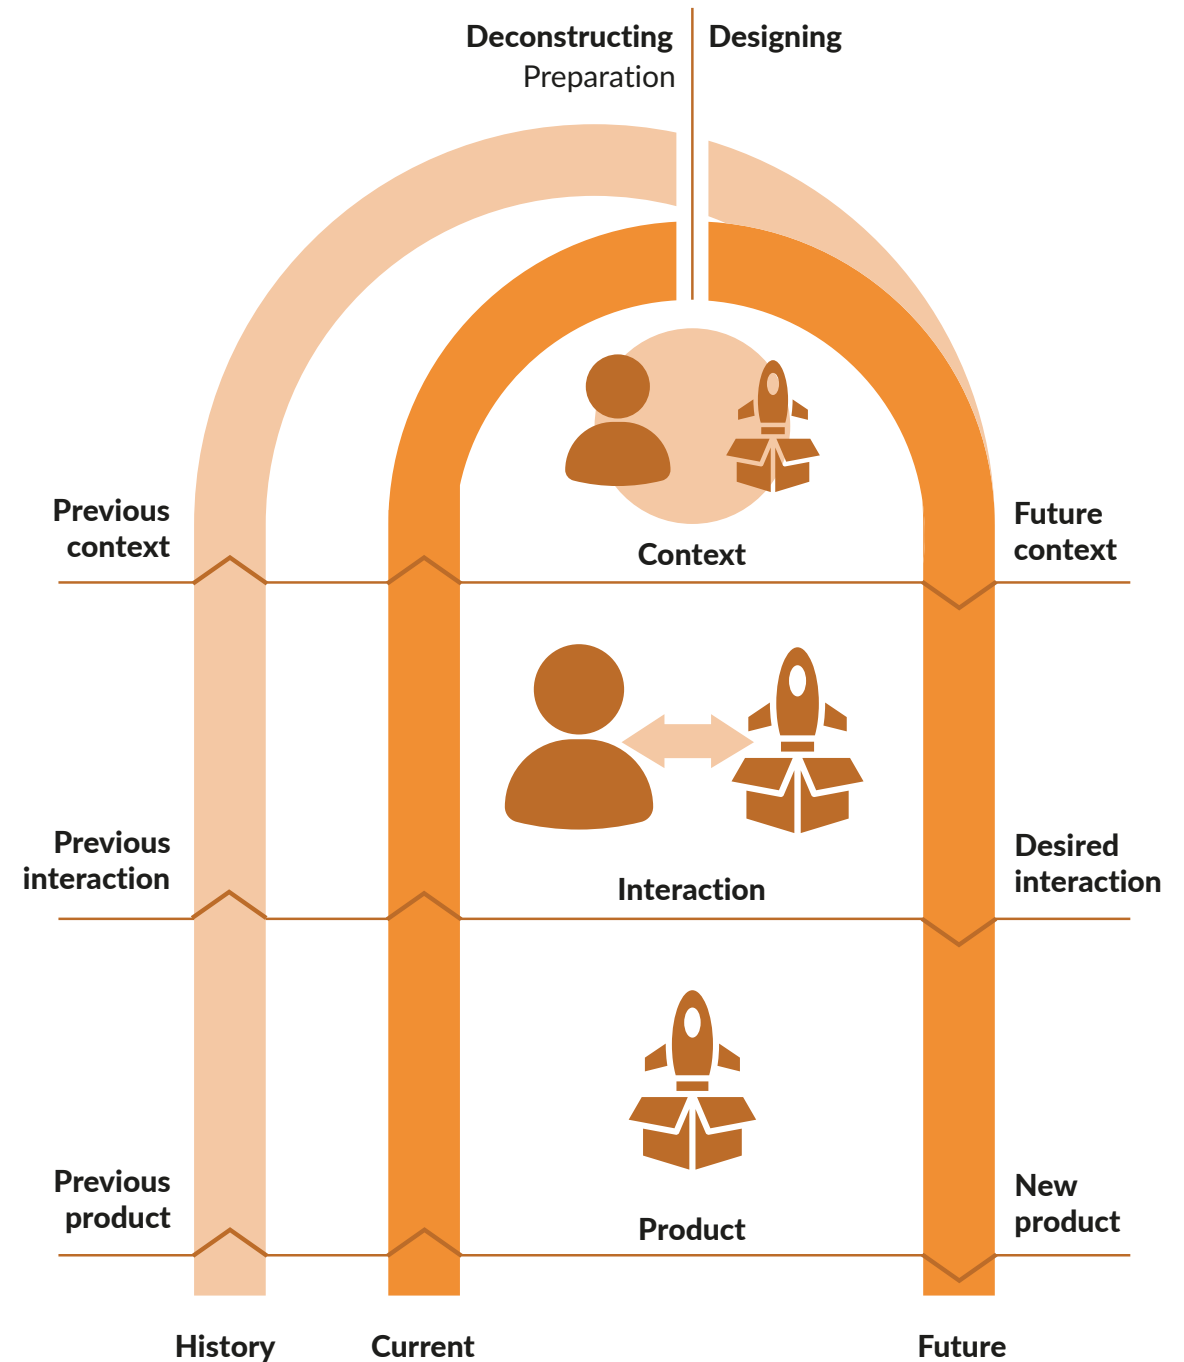 Deconstructing
Designing
Preparation
Previous
context
Context
Future
context
Previous
interaction
Interaction
Desired
interaction
Previous
product
Product
New
product
History
Current
Future